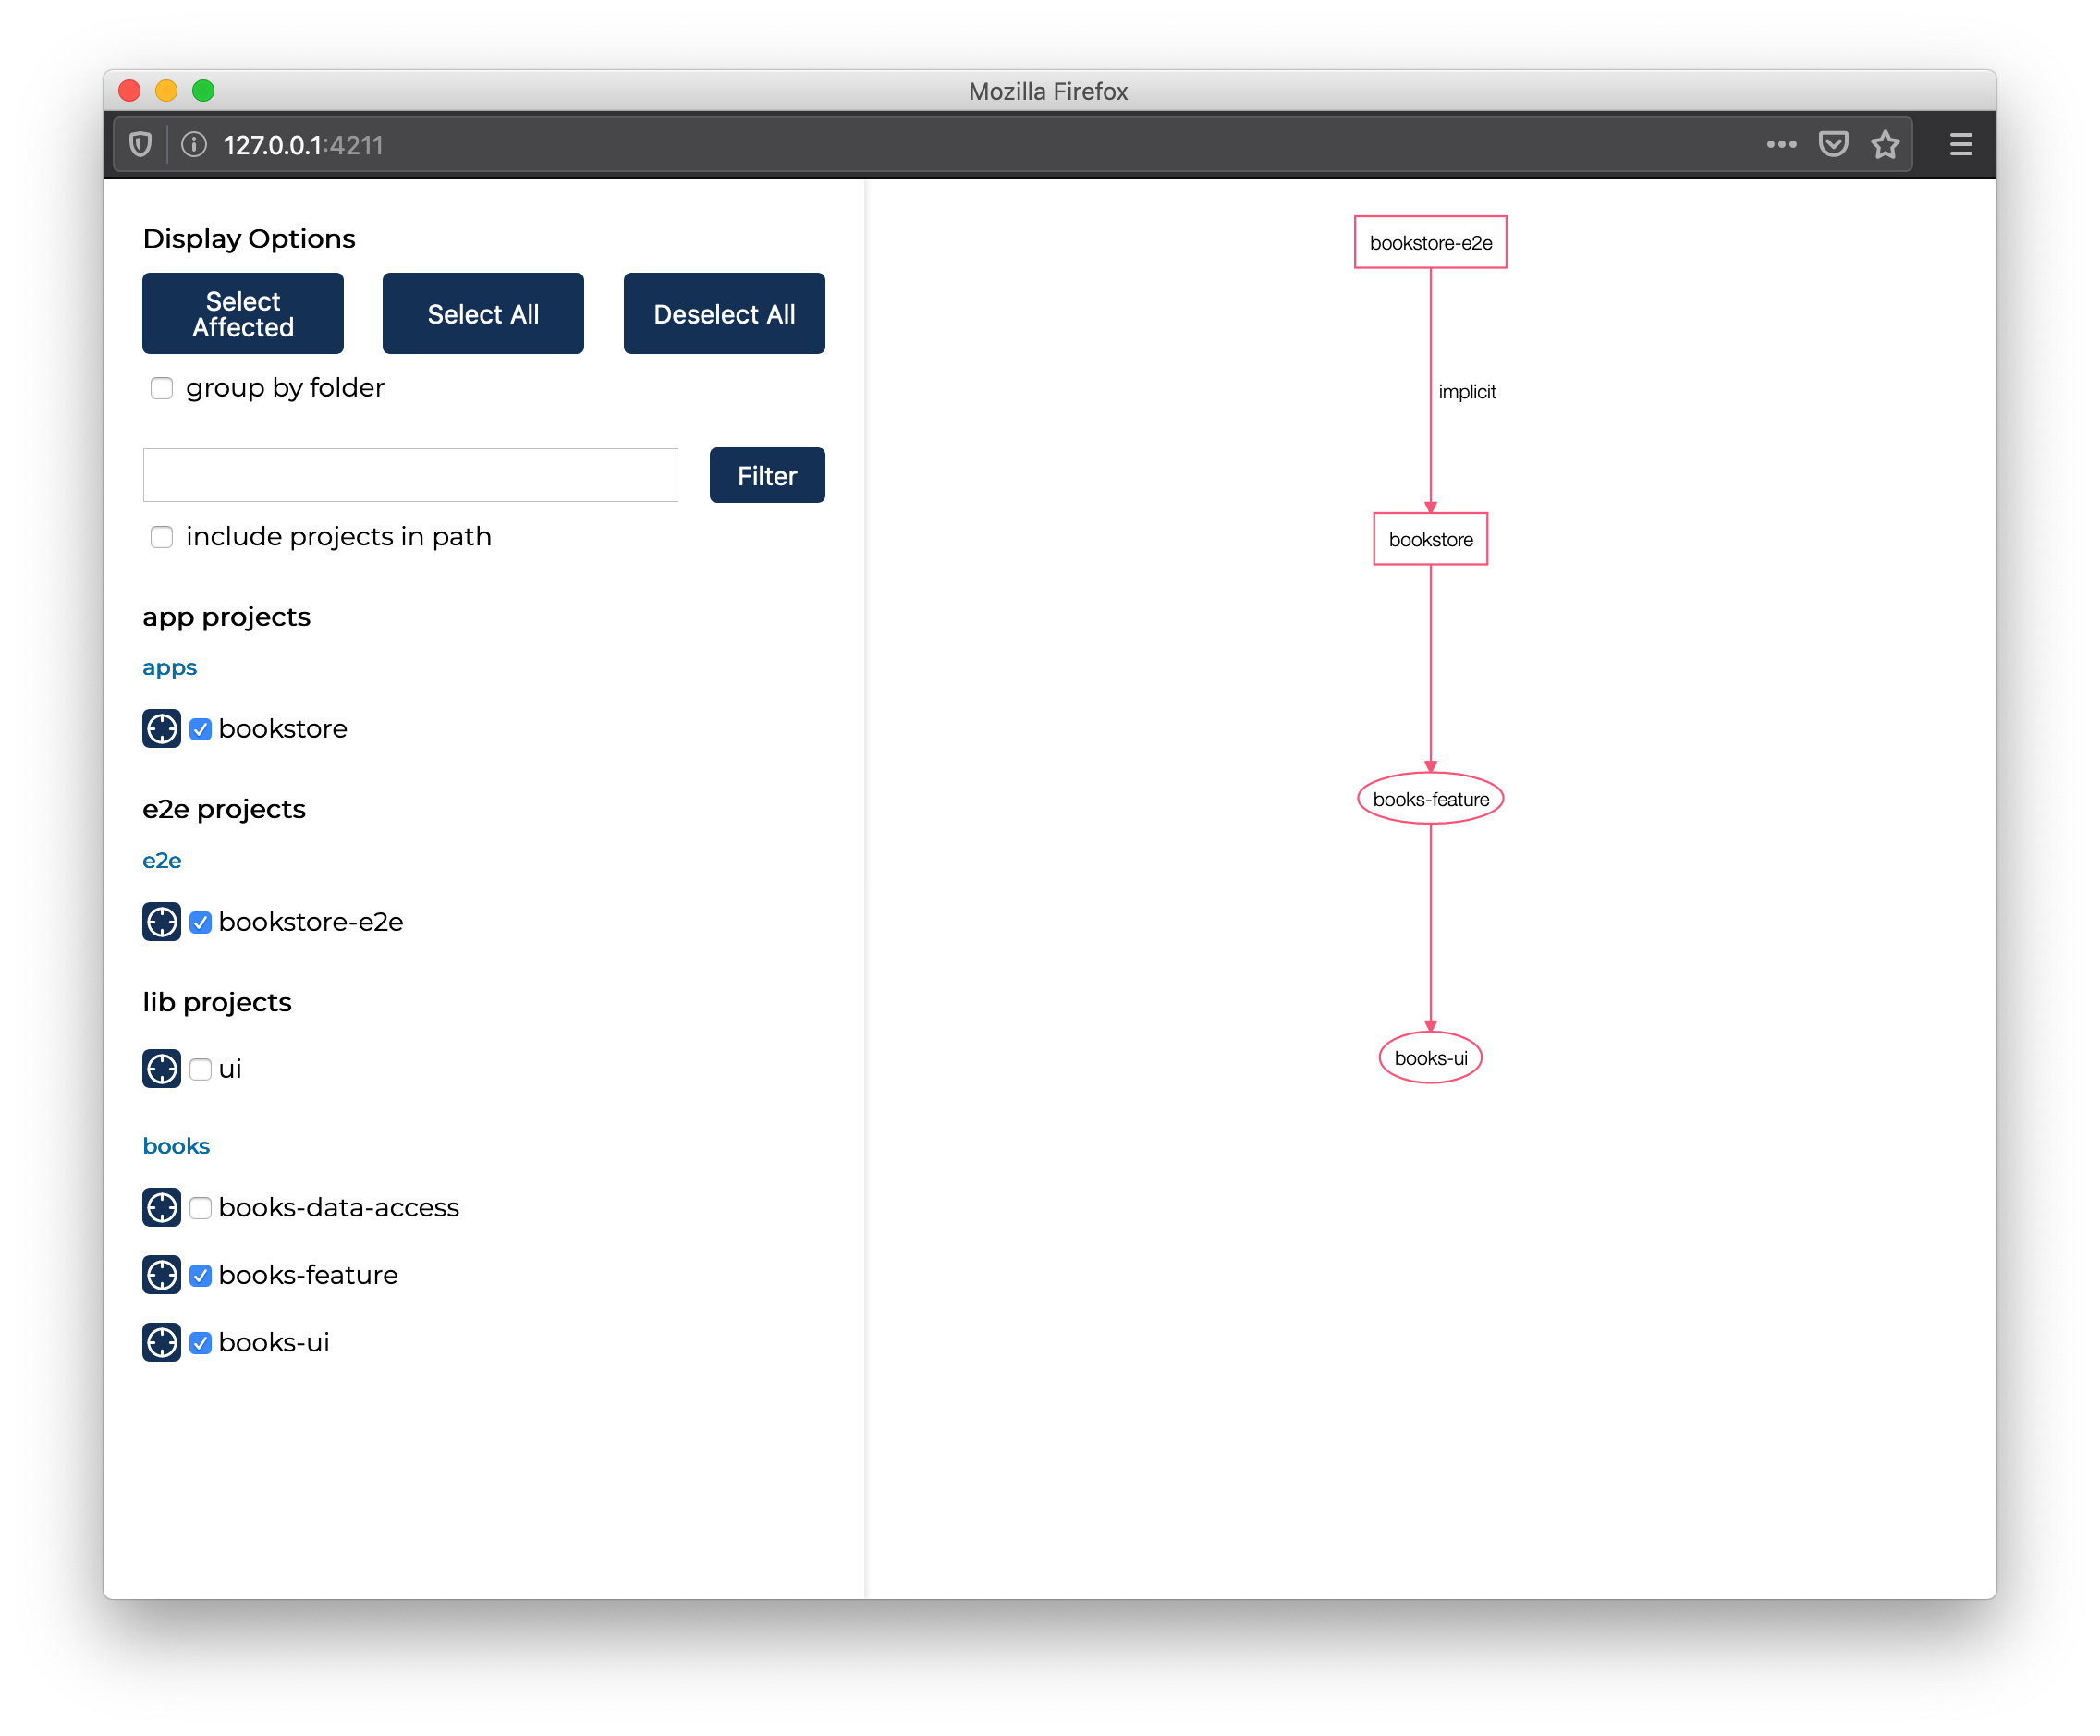 Mozilla Firefox
127.0.0.1:4211
Display Options
Select
Affected
Select All
Deselect All
group by folder
Filter
include projects in path
app projects
apps
bookstore
e2e projects
e2e
bookstore-e2e
lib projects
ui
books
books-data-access
books-feature
books-ui
bookstore-e2e
implicit
bookstore
books-feature
books-ui